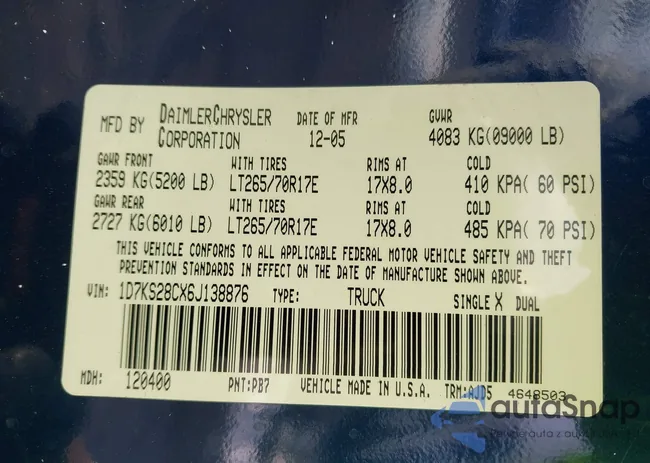 MFD BY DAIMLERCHRYSLER CORPORATION DATE OF MFR 12-05 GVWR 4083 KG(09000 LB)
GAWR FRONT WITH TIRES RIMS AT COLD
2359 KG(5200 LB) LT265/70R17E 17X8.0 410 KPA( 60 PSI)
GAWR REAR WITH TIRES RIMS AT COLD
2727 KG(6010 LB) LT265/70R17E 17X8.0 485 KPA( 70 PSI)
THIS VEHICLE CONFORMS TO ALL APPLICABLE FEDERAL MOTOR VEHICLE SAFETY AND THEFT
PREVENTION STANDARDS IN EFFECT ON THE DATE OF MANUFACTURE SHOWN ABOVE.
VIN: 1D7KS28CX6J138876 TYPE: TRUCK SINGLE X DUAL
MDH: 120400 PNT:PB7 VEHICLE MADE IN U.S.A. TRM:AJD5 4648503
autoSnap